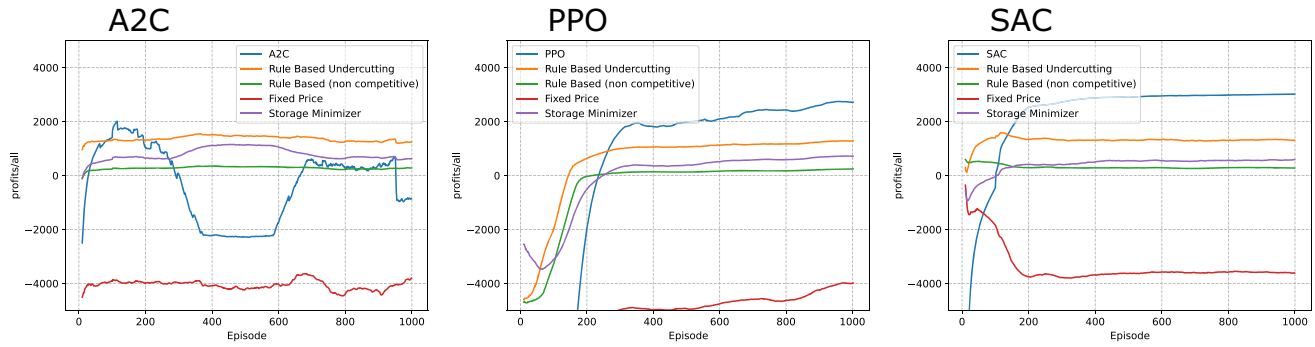 A2C
4000
2000
0
−2000
−4000
profits/all
0
200
400
600
800
1000
Episode
A2C
Rule Based Undercutting
Rule Based (non competitive)
Fixed Price
Storage Minimizer
PPO
4000
2000
0
−2000
−4000
0
200
400
600
800
1000
Episode
PPO
Rule Based Undercutting
Rule Based (non competitive)
Fixed Price
Storage Minimizer
SAC
4000
2000
0
−2000
−4000
profits/all
0
200
400
600
800
1000
Episode
SAC
Rule Based Undercutting
Rule Based (non competitive)
Fixed Price
Storage Minimizer